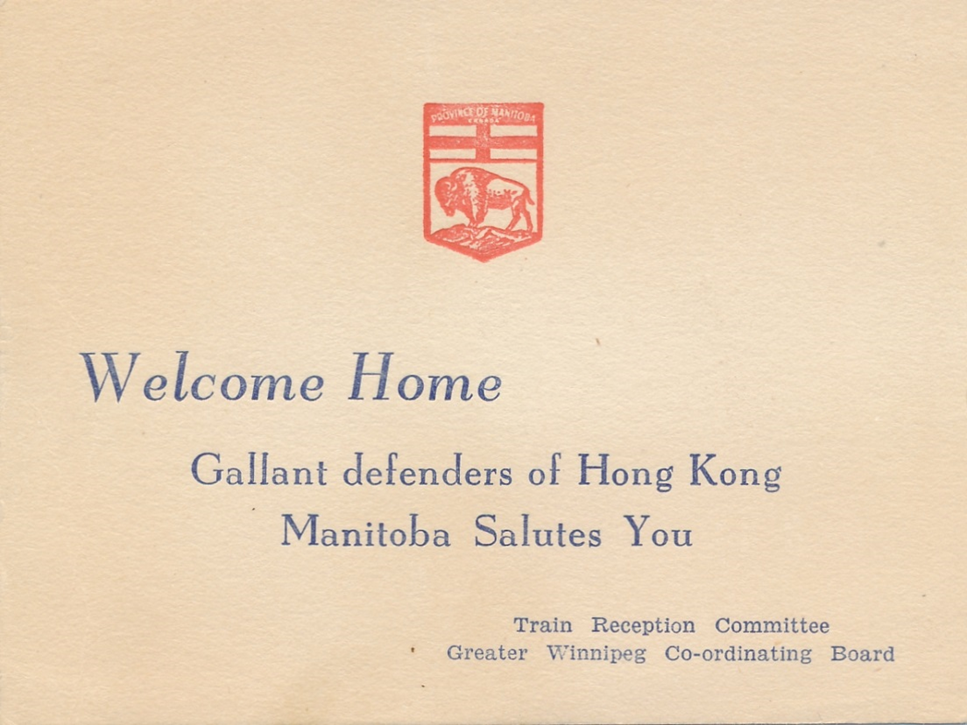 PROVINCE OF MANITOBA
CANADA
Welcome Home
Gallant defenders of Hong Kong
Manitoba Salutes You
Train Reception Committee
Greater Winnipeg Co-ordinating Board